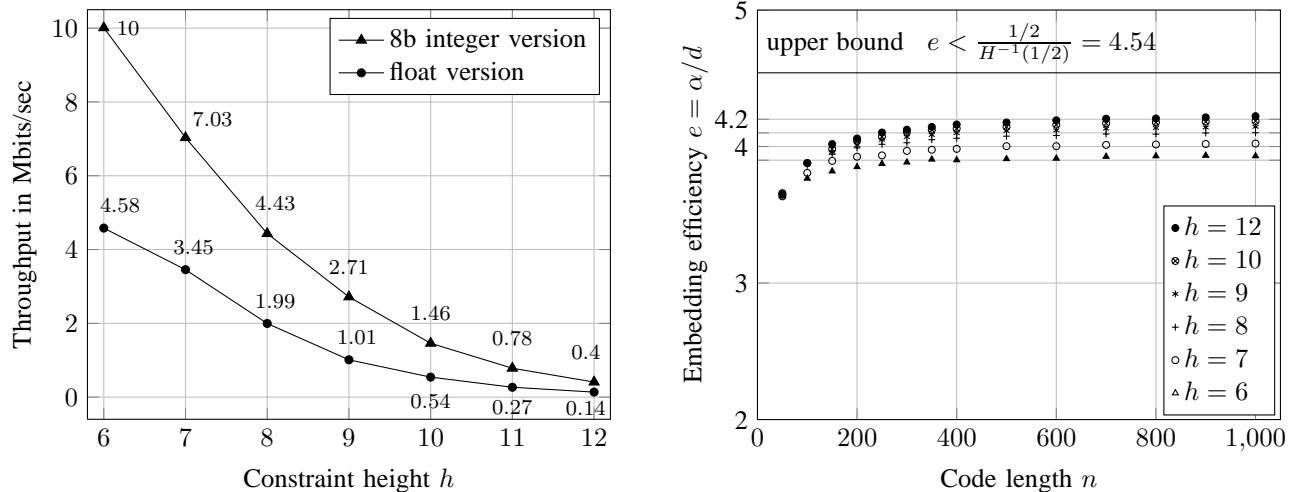 Throughput in Mbits/sec
10
8
6
4
2
0
6 7 8 9 10 11 12
Constraint height h
8b integer version
float version
10
7.03
4.43
2.71
1.46
0.78
0.4
4.58
3.45
1.99
1.01
0.54
0.27
0.14
Embedding efficiency e = α/d
5
4.2
4
3
2
0 200 400 600 800 1,000
Code length n
upper bound e < 1/2 / H⁻¹(1/2) = 4.54
h = 12
h = 10
h = 9
h = 8
h = 7
h = 6